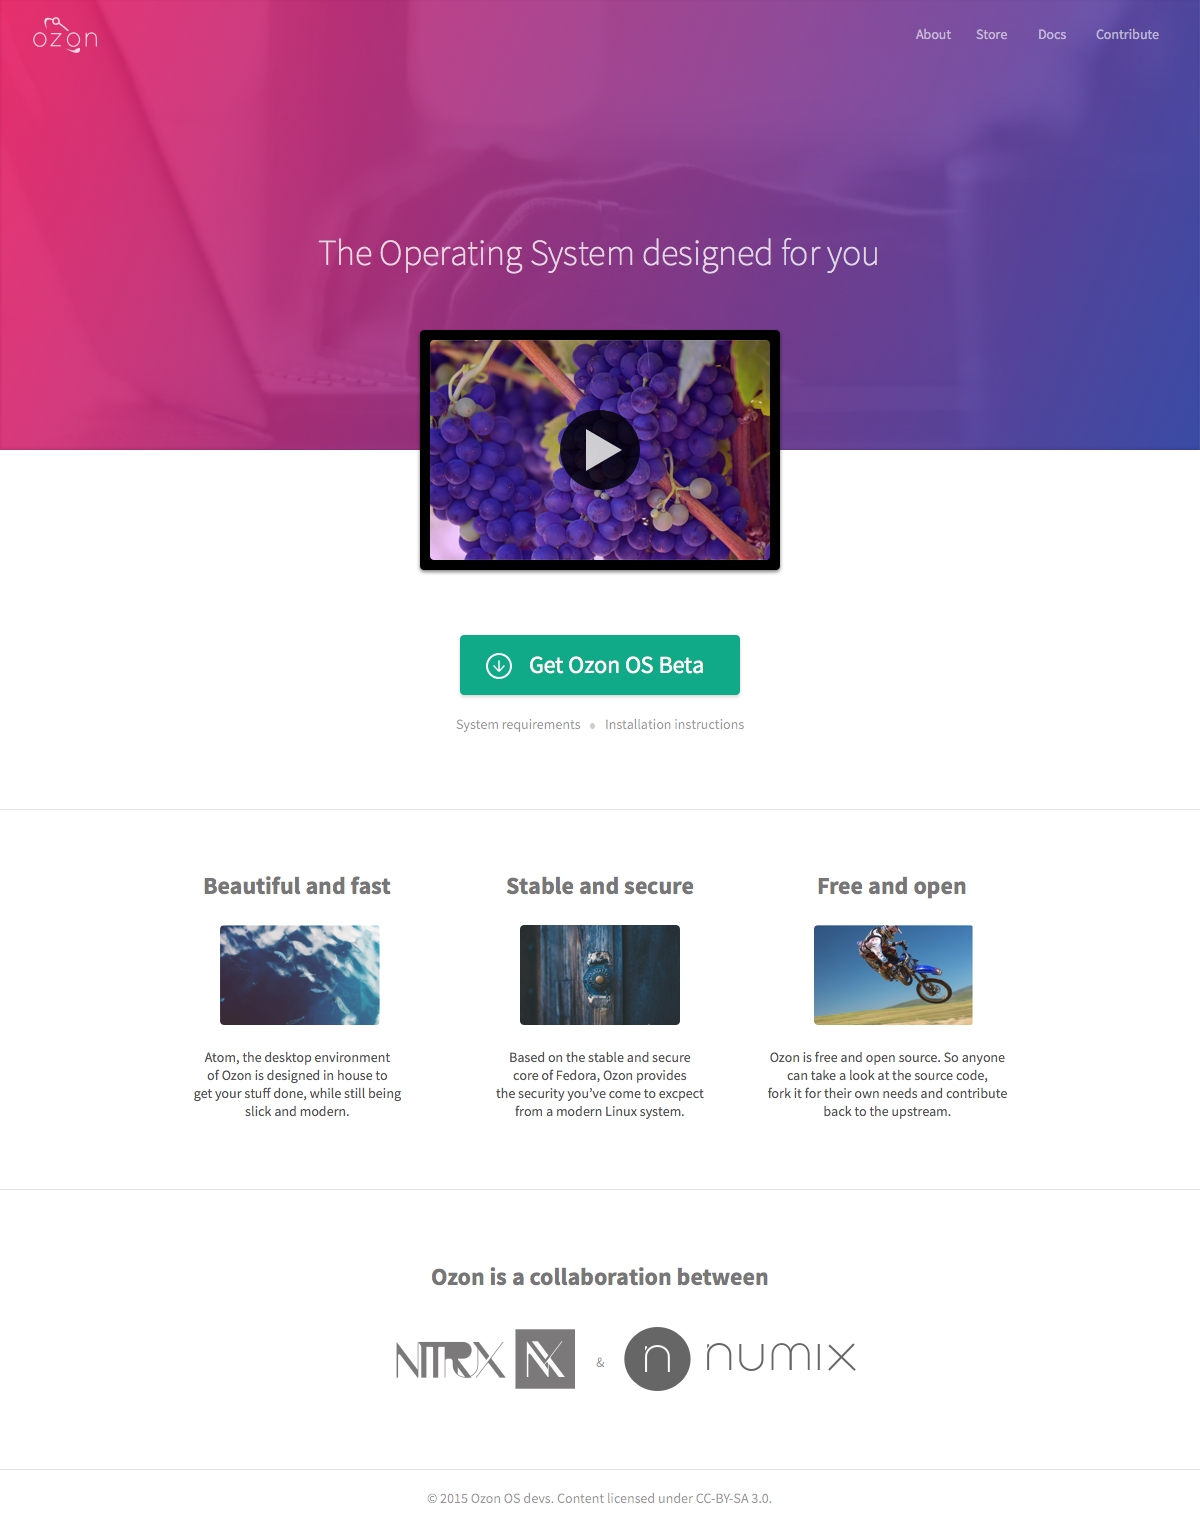 ozon
About Store Docs Contribute
The Operating System designed for you
Get Ozon OS Beta
System requirements • Installation instructions
Beautiful and fast
Atom, the desktop environment
of Ozon is designed in house to
get your stuff done, while still being
slick and modern.
Stable and secure
Based on the stable and secure
core of Fedora, Ozon provides
the security you’ve come to excpect
from a modern Linux system.
Free and open
Ozon is free and open source. So anyone
can take a look at the source code,
fork it for their own needs and contribute
back to the upstream.
Ozon is a collaboration between
NITRUX NX & n numix
© 2015 Ozon OS devs. Content licensed under CC-BY-SA 3.0.